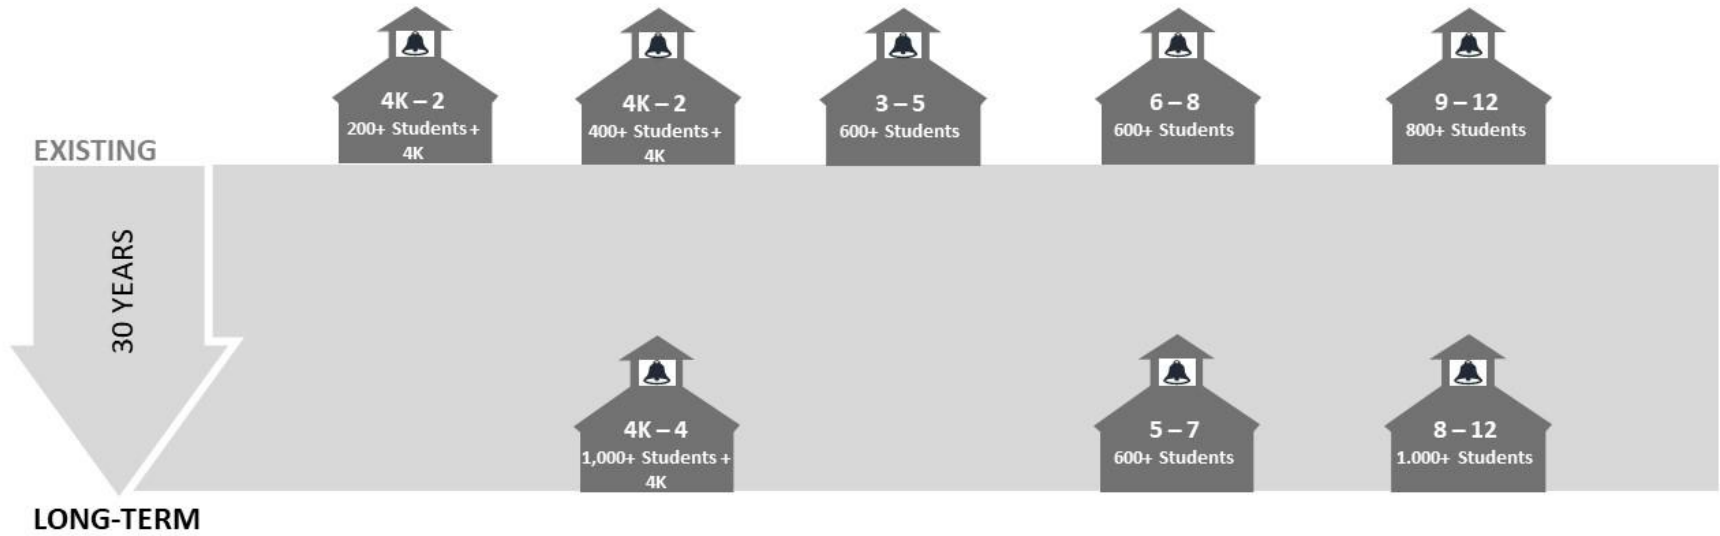 4K – 2
200+ Students +
4K
4K – 2
400+ Students +
4K
3 – 5
600+ Students
6 – 8
600+ Students
9 – 12
800+ Students
EXISTING
30 YEARS
4K – 4
1,000+ Students +
4K
5 – 7
600+ Students
8 – 12
1.000+ Students
LONG-TERM